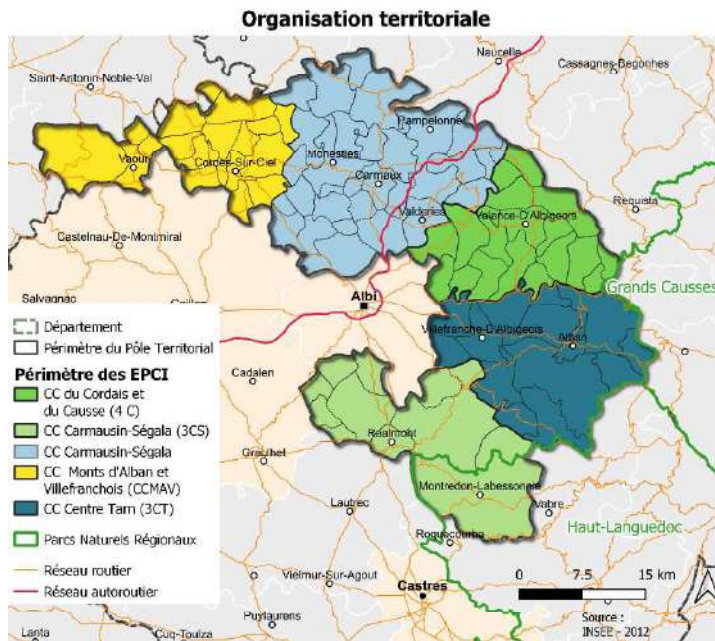 Organisation territoriale
Naucelle
Cassagnes-Begonhes
Saint-Antonin-Noble-Val
Pampelonne
Vaour
Cordes-Sur-Ciel
Monesties
Carmaux
Requista
Valderies
Valence-D'Albigeois
Castelnau-De-Montmiral
Grands Causses
Salvagnac
Albi
Villefranche-D'Albigeois
Alban
Cadalen
Réalmont
Graulhet
Montredon-Labessonnie
Lautrec
Vabre
Haut-Languedoc
Roquecourbe
Vielmur-Sur-Agout
Castres
Puylaurens
Lanta
Cuq-Toulza
Département
Périmètre du Pôle Territorial
Périmètre des EPCI
CC du Cordais et
du Causse (4 C)
CC Carmausin-Ségala (3CS)
CC Carmausin-Ségala
CC Monts d'Alban et
Villefranchois (CCMAV)
CC Centre Tarn (3CT)
Parcs Naturels Régionaux
Réseau routier
Réseau autoroutier
0 7.5 15 km
Source :
INSEE - 2012